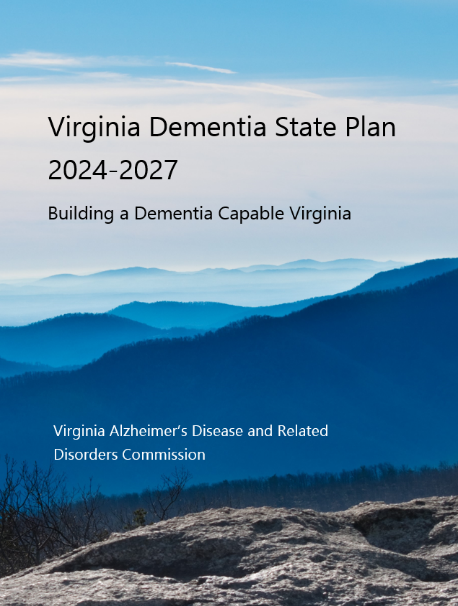 Virginia Dementia State Plan
2024-2027
Building a Dementia Capable Virginia
Virginia Alzheimer’s Disease and Related
Disorders Commission